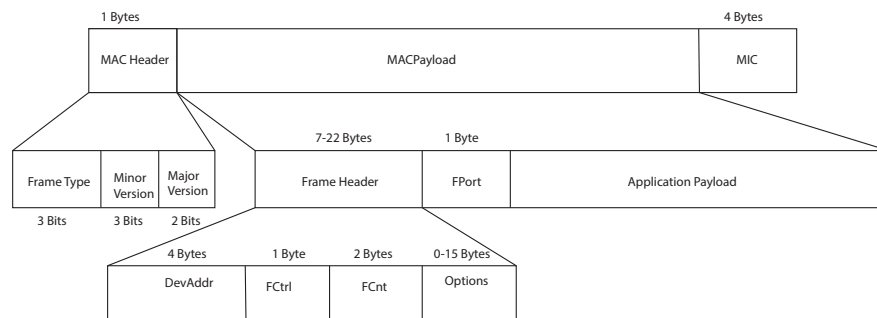 1 Bytes
4 Bytes
MAC Header
MACPayload
MIC
7-22 Bytes
1 Byte
Frame Type
Minor
Version
Major
Version
Frame Header
FPort
Application Payload
3 Bits
3 Bits
2 Bits
4 Bytes
1 Byte
2 Bytes
0-15 Bytes
DevAddr
FCtrl
FCnt
Options